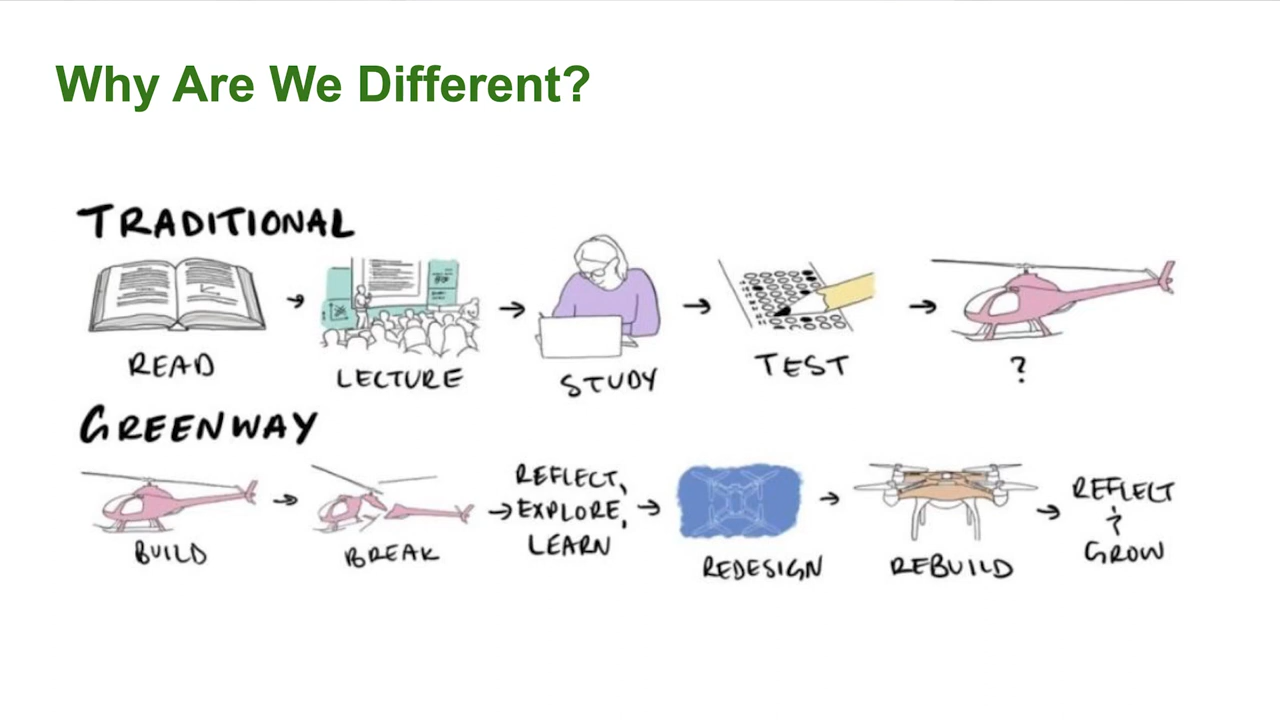 Why Are We Different?
TRADITIONAL
READ
LECTURE
STUDY
TEST
?
GREENWAY
BUILD
BREAK
REFLECT,
EXPLORE,
LEARN
REDESIGN
REBUILD
REFLECT
&
GROW